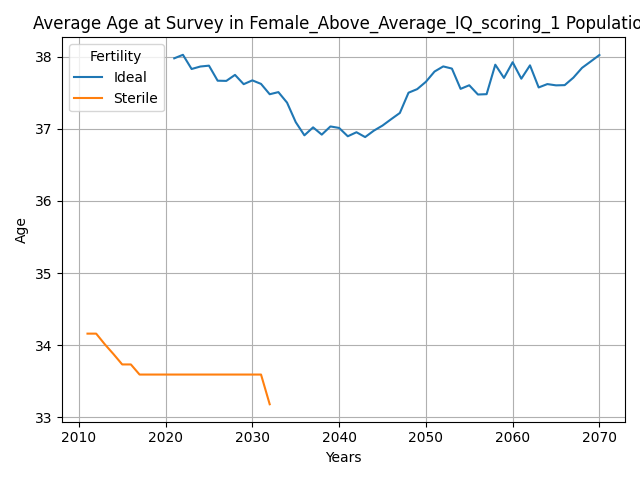 Average Age at Survey in Female_Above_Average_IQ_scoring_1 Populatio
Fertility
Ideal
Sterile
38
37
36
35
34
33
Age
2010 2020 2030 2040 2050 2060 2070
Years